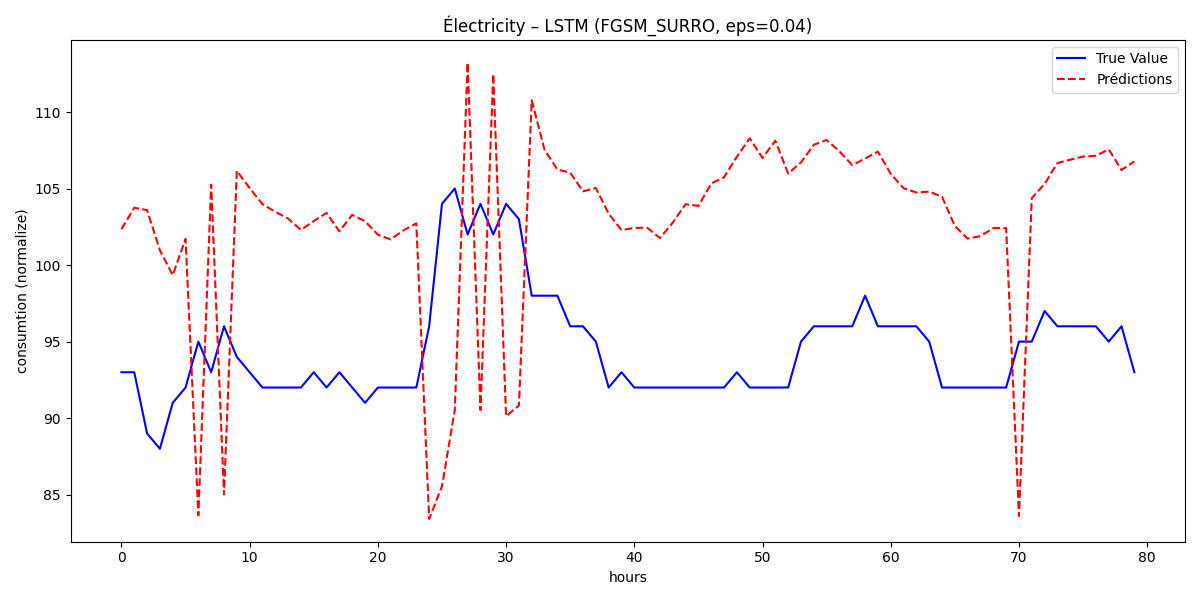 Électricity – LSTM (FGSM_SURRO, eps=0.04)
True Value
Prédictions
110
105
100
95
90
85
consumtion (normalize)
0 10 20 30 40 50 60 70 80
hours